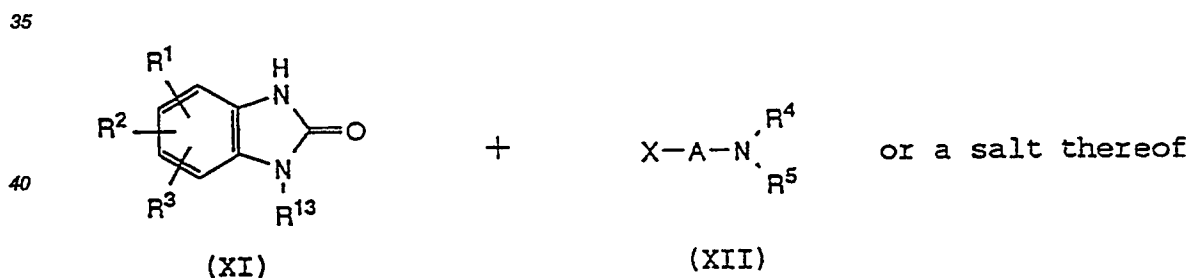 35
R¹ H
N R⁴
R² O + X—A—N or a salt thereof
N R⁵
40 R³ R¹³
(XI) (XII)